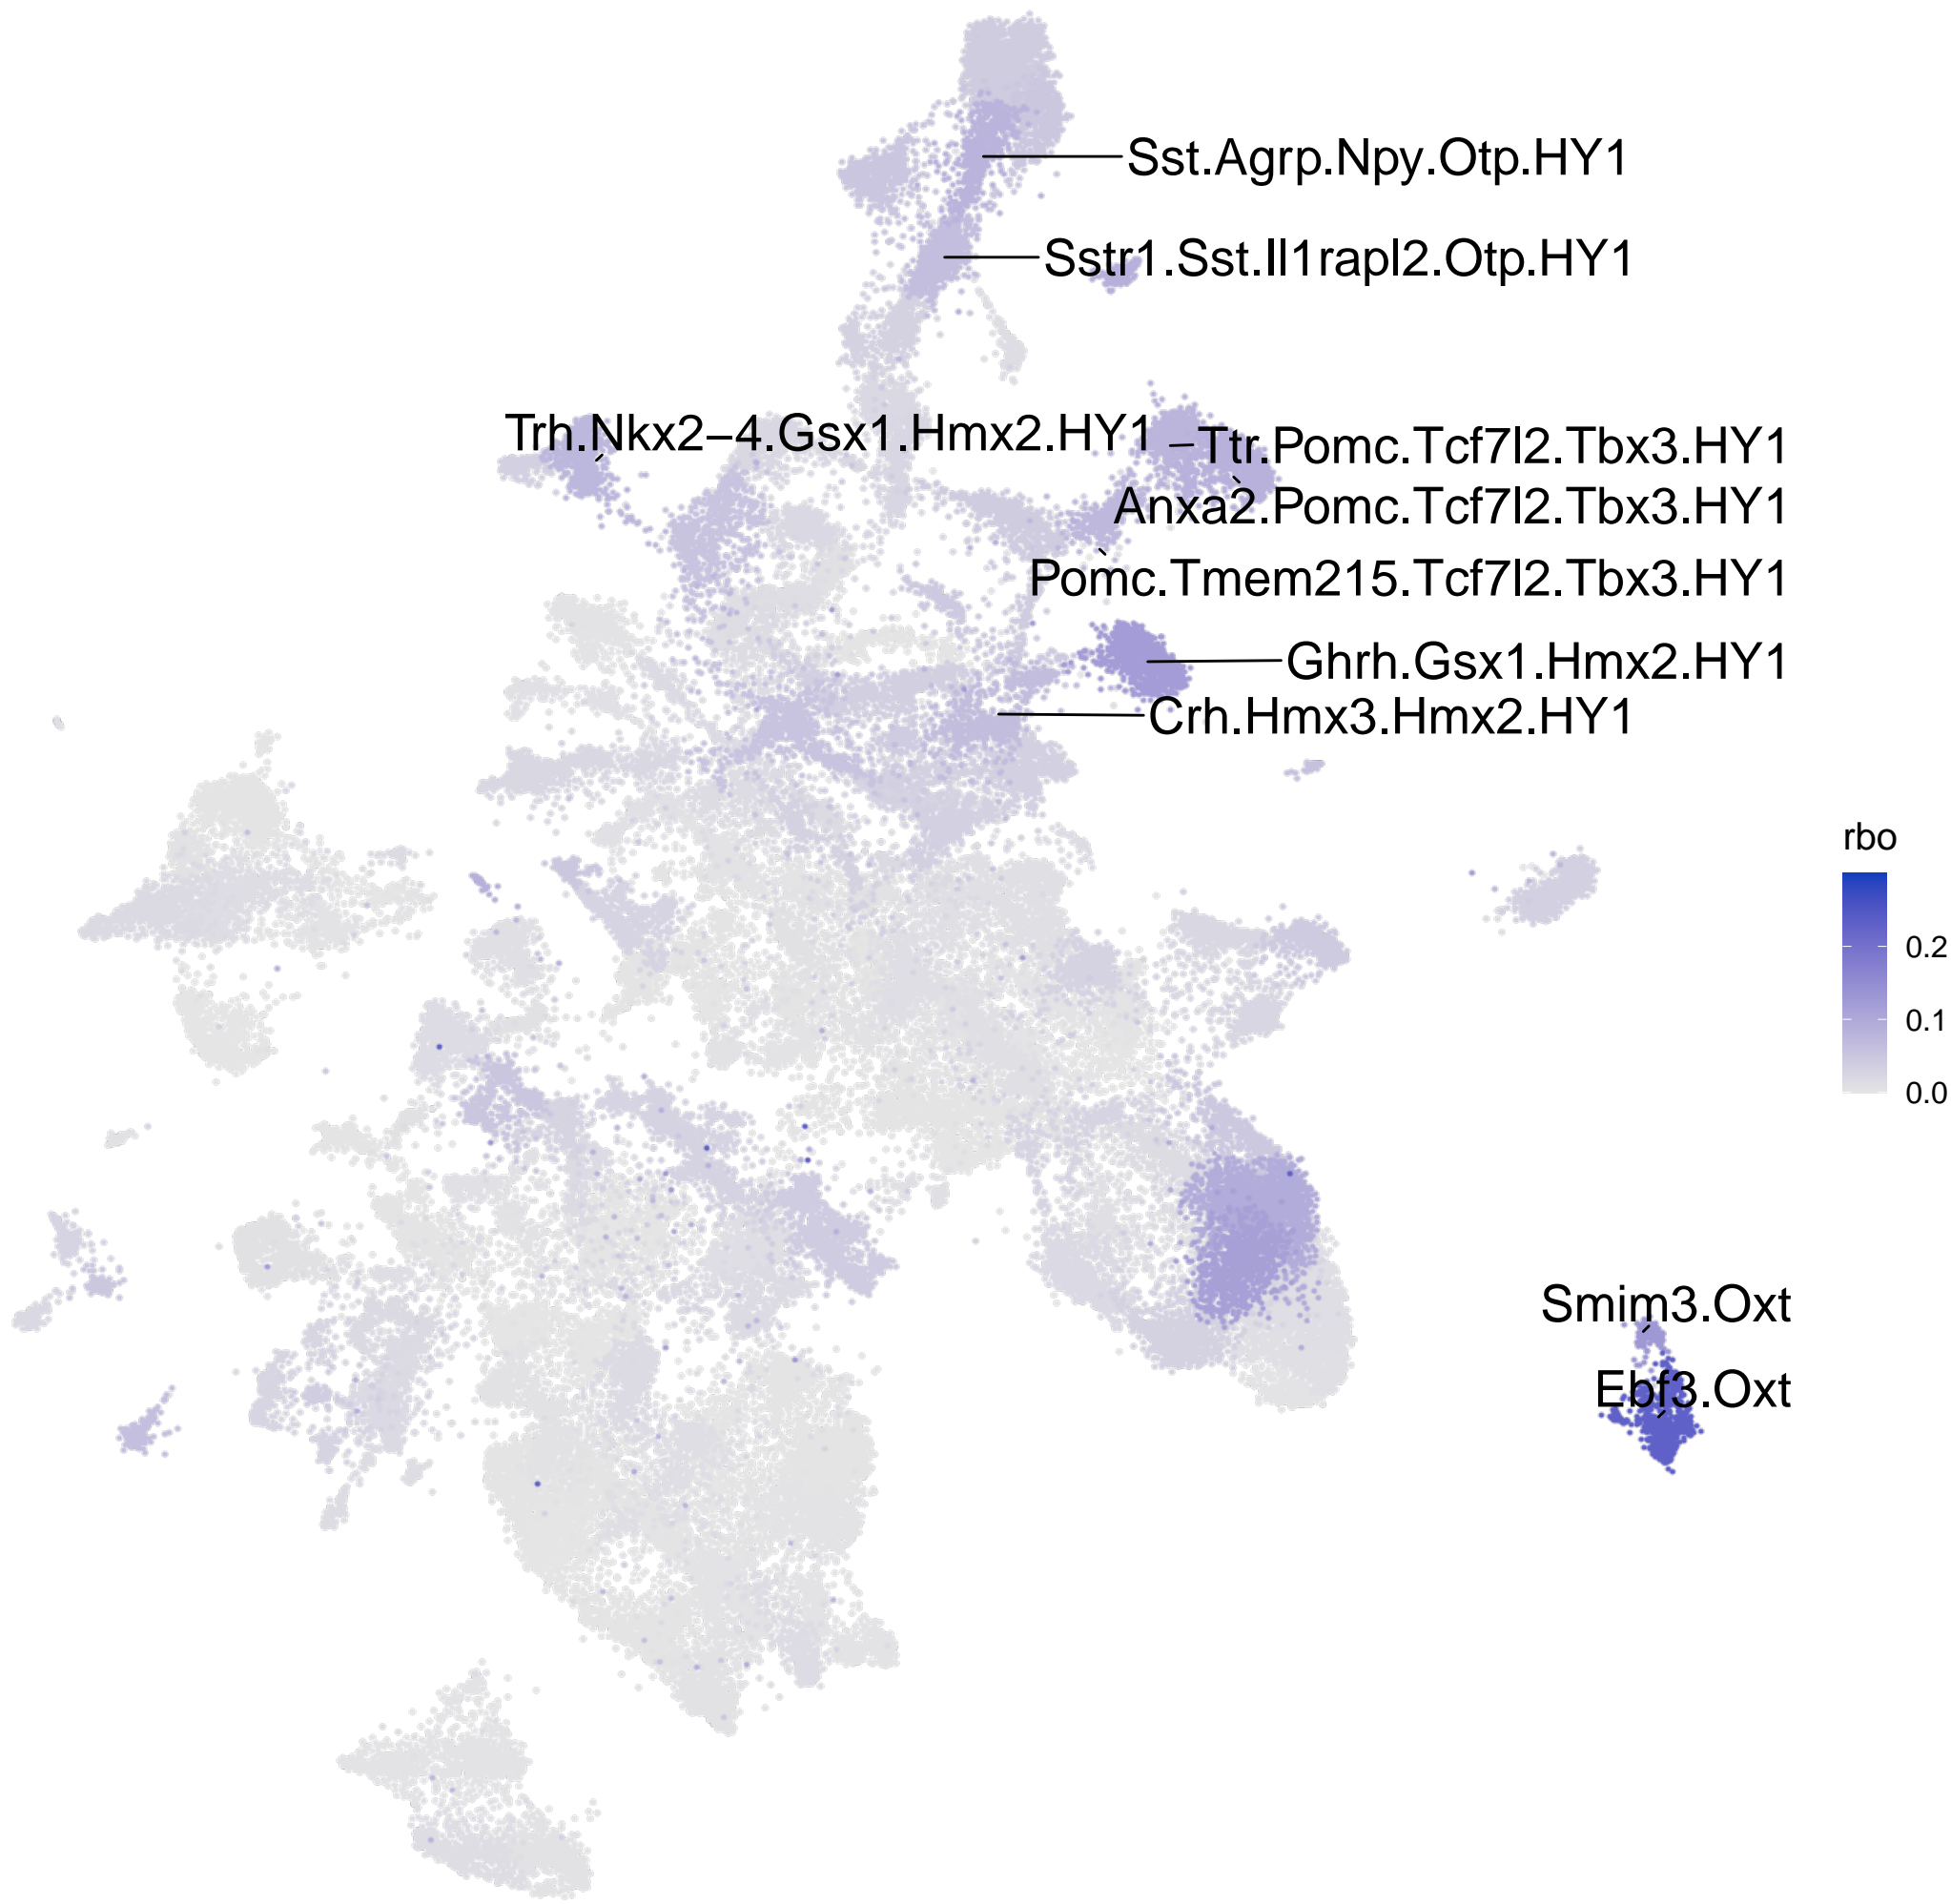 Sst.Agrp.Npy.Otp.HY1
Sstr1.Sst.Il1rapl2.Otp.HY1
Trh.Nkx2−4.Gsx1.Hmx2.HY1
Ttr.Pomc.Tcf7l2.Tbx3.HY1
Anxa2.Pomc.Tcf7l2.Tbx3.HY1
Pomc.Tmem215.Tcf7l2.Tbx3.HY1
Ghrh.Gsx1.Hmx2.HY1
Crh.Hmx3.Hmx2.HY1
rbo
0.2
0.1
0.0
Smim3.Oxt
Ebf3.Oxt